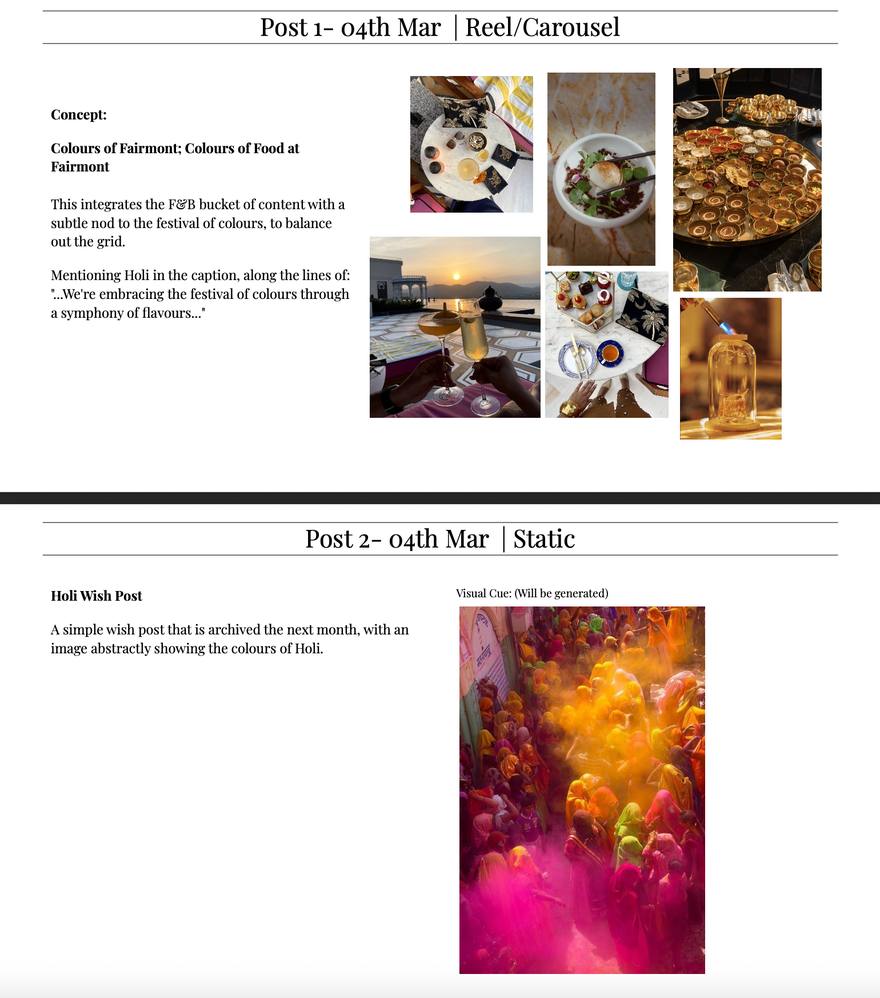 Post 1- 04th Mar | Reel/Carousel
Concept:
Colours of Fairmont; Colours of Food at
Fairmont
This integrates the F&B bucket of content with a
subtle nod to the festival of colours, to balance
out the grid.
Mentioning Holi in the caption, along the lines of:
"...We're embracing the festival of colours through
a symphony of flavours..."
Post 2- 04th Mar | Static
Holi Wish Post
A simple wish post that is archived the next month, with an
image abstractly showing the colours of Holi.
Visual Cue: (Will be generated)